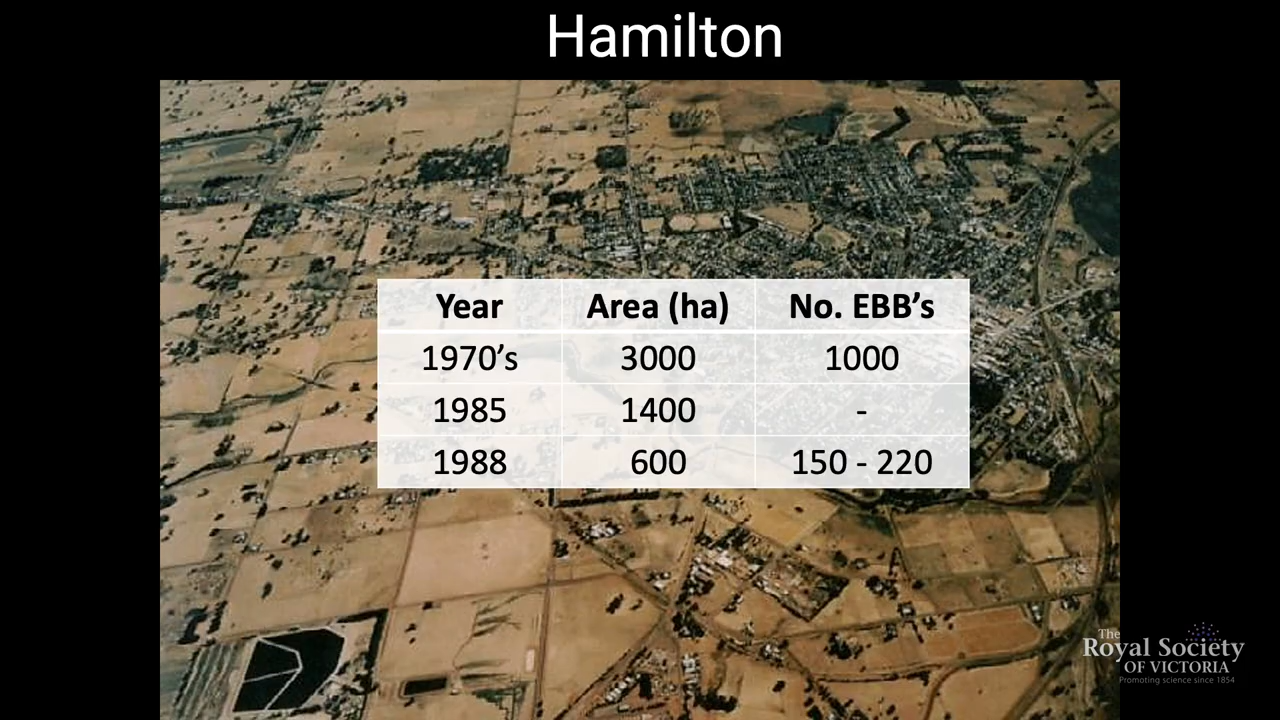 Hamilton
Year Area (ha) No. EBB's
1970's 3000 1000
1985 1400 -
1988 600 150 - 220
The
Royal Society
OF VICTORIA
Promoting science since 1854